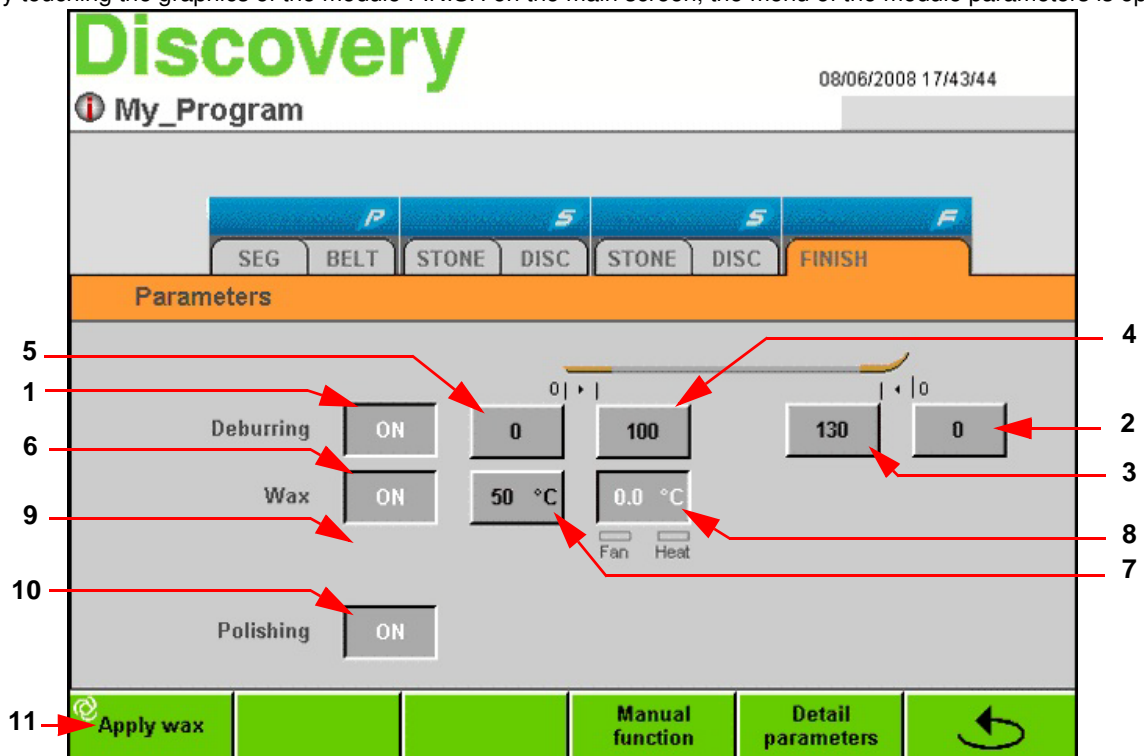 y touching the graphics of the module FINISH on the main screen, the menu of the module parameters is op
Discovery
08/06/2008 17/43/44
My_Program
P S S F
SEG BELT STONE DISC STONE DISC FINISH
Parameters
5
4
1
0 0
Deburring ON 0 100 130 0
2
6
3
Wax ON 50 °C 0.0 °C
9
8
Fan Heat
7
10
Polishing ON
11
Apply wax
Manual function
Detail parameters